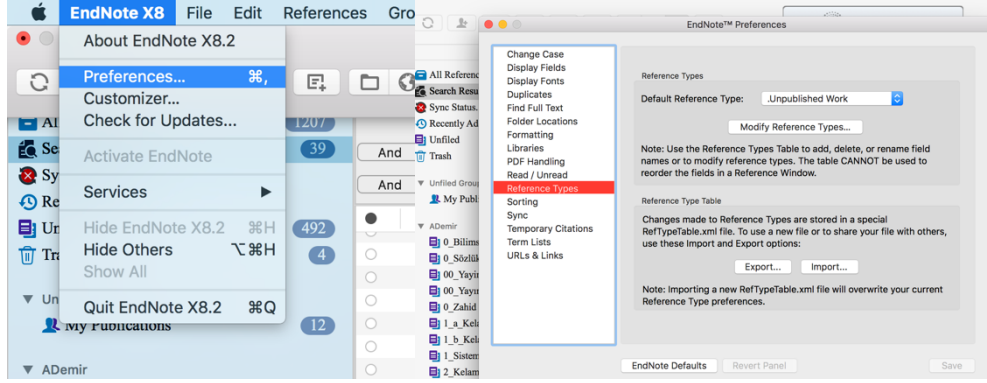 EndNote X8 File Edit References Gro
About EndNote X8.2
Preferences... ⌘,
Customizer...
Check for Updates...
Activate EndNote
Services
Hide EndNote X8.2 ⌘H
Hide Others ⌥⌘H
Show All
Quit EndNote X8.2 ⌘Q
Al 1207
Se 39
Sy
Re
Un 492
Tra 4
Un
My Publications 12
ADemir
And
And
All Referenc
Search Resu
Sync Status.
Recently Ad
Unfiled
Trash
Unfiled Group
My Publ
ADemir
0_Bilims
0_Sözlük
00_Yayın
00_Yayın
0_Zahid
1_a_Kela
1_b_Kela
1_Sistem
2_Kelam
EndNote™ Preferences
Change Case
Display Fields
Display Fonts
Duplicates
Find Full Text
Folder Locations
Formatting
Libraries
PDF Handling
Read / Unread
Reference Types
Sorting
Sync
Temporary Citations
Term Lists
URLs & Links
Reference Types
Default Reference Type: .Unpublished Work
Modify Reference Types...
Note: Use the Reference Types Table to add, delete, or rename field
names or to modify reference types. The table CANNOT be used to
reorder the fields in a Reference Window.
Reference Type Table
Changes made to Reference Types are stored in a special
RefTypeTable.xml file. To use a new file or to share your file with others,
use these Import and Export options:
Export... Import...
Note: Importing a new RefTypeTable.xml file will overwrite your current
Reference Type preferences.
EndNote Defaults Revert Panel Save